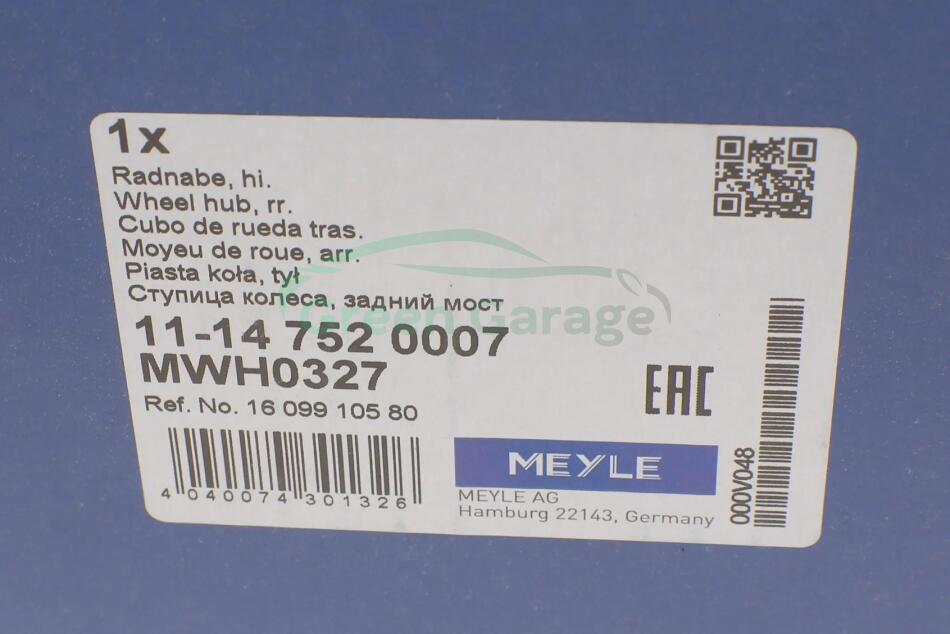 1x
Radnabe, hi.
Wheel hub, rr.
Cubo de rueda tras.
Moyeu de roue, arr.
Piasta koła, tył
Ступица колеса, задний мост
Green Garage
11-14 752 0007
MWH0327
Ref. No. 16 099 105 80
EAC
4 040074 301326
MEYLE
MEYLE AG
Hamburg 22143, Germany
000V048